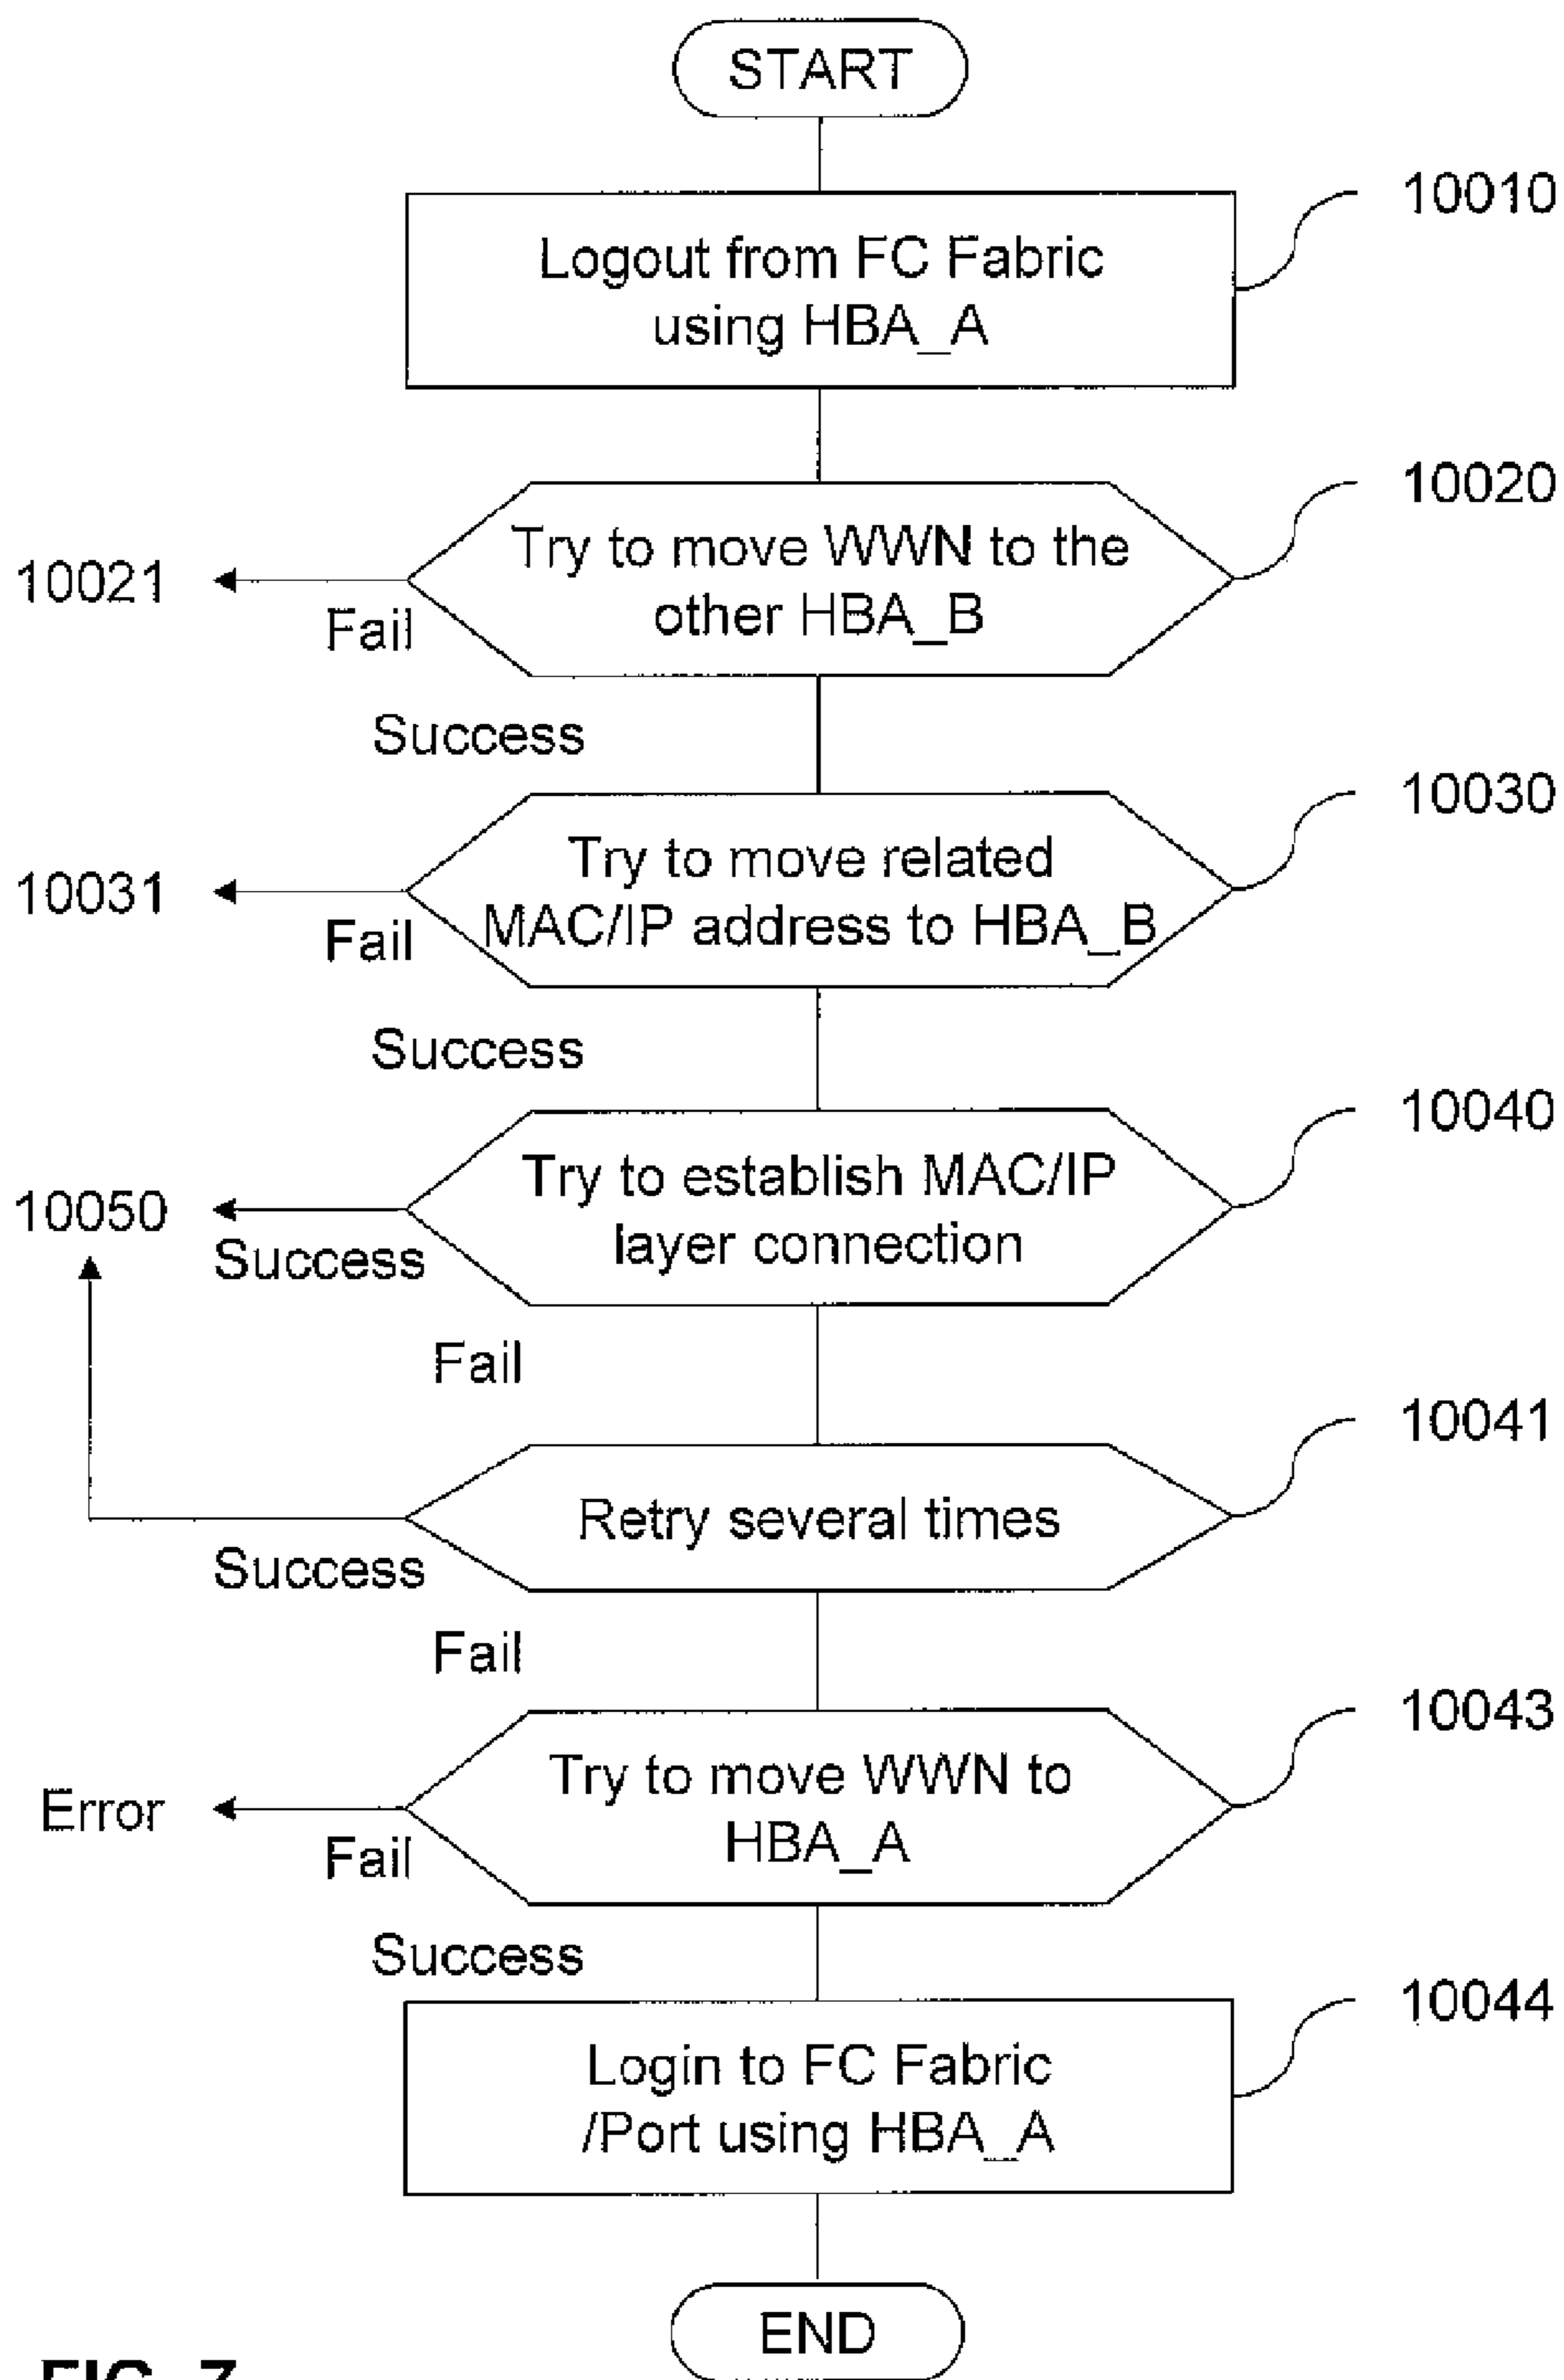 START
10010
Logout from FC Fabric
using HBA_A
10020
Try to move WWN to the
other HBA_B
10021
Fail
Success
10030
Try to move related
MAC/IP address to HBA_B
10031
Fail
Success
10040
Try to establish MAC/IP
layer connection
10050
Success
Fail
10041
Retry several times
Success
Fail
10043
Try to move WWN to
HBA_A
Error
Fail
Success
10044
Login to FC Fabric
/Port using HBA_A
END